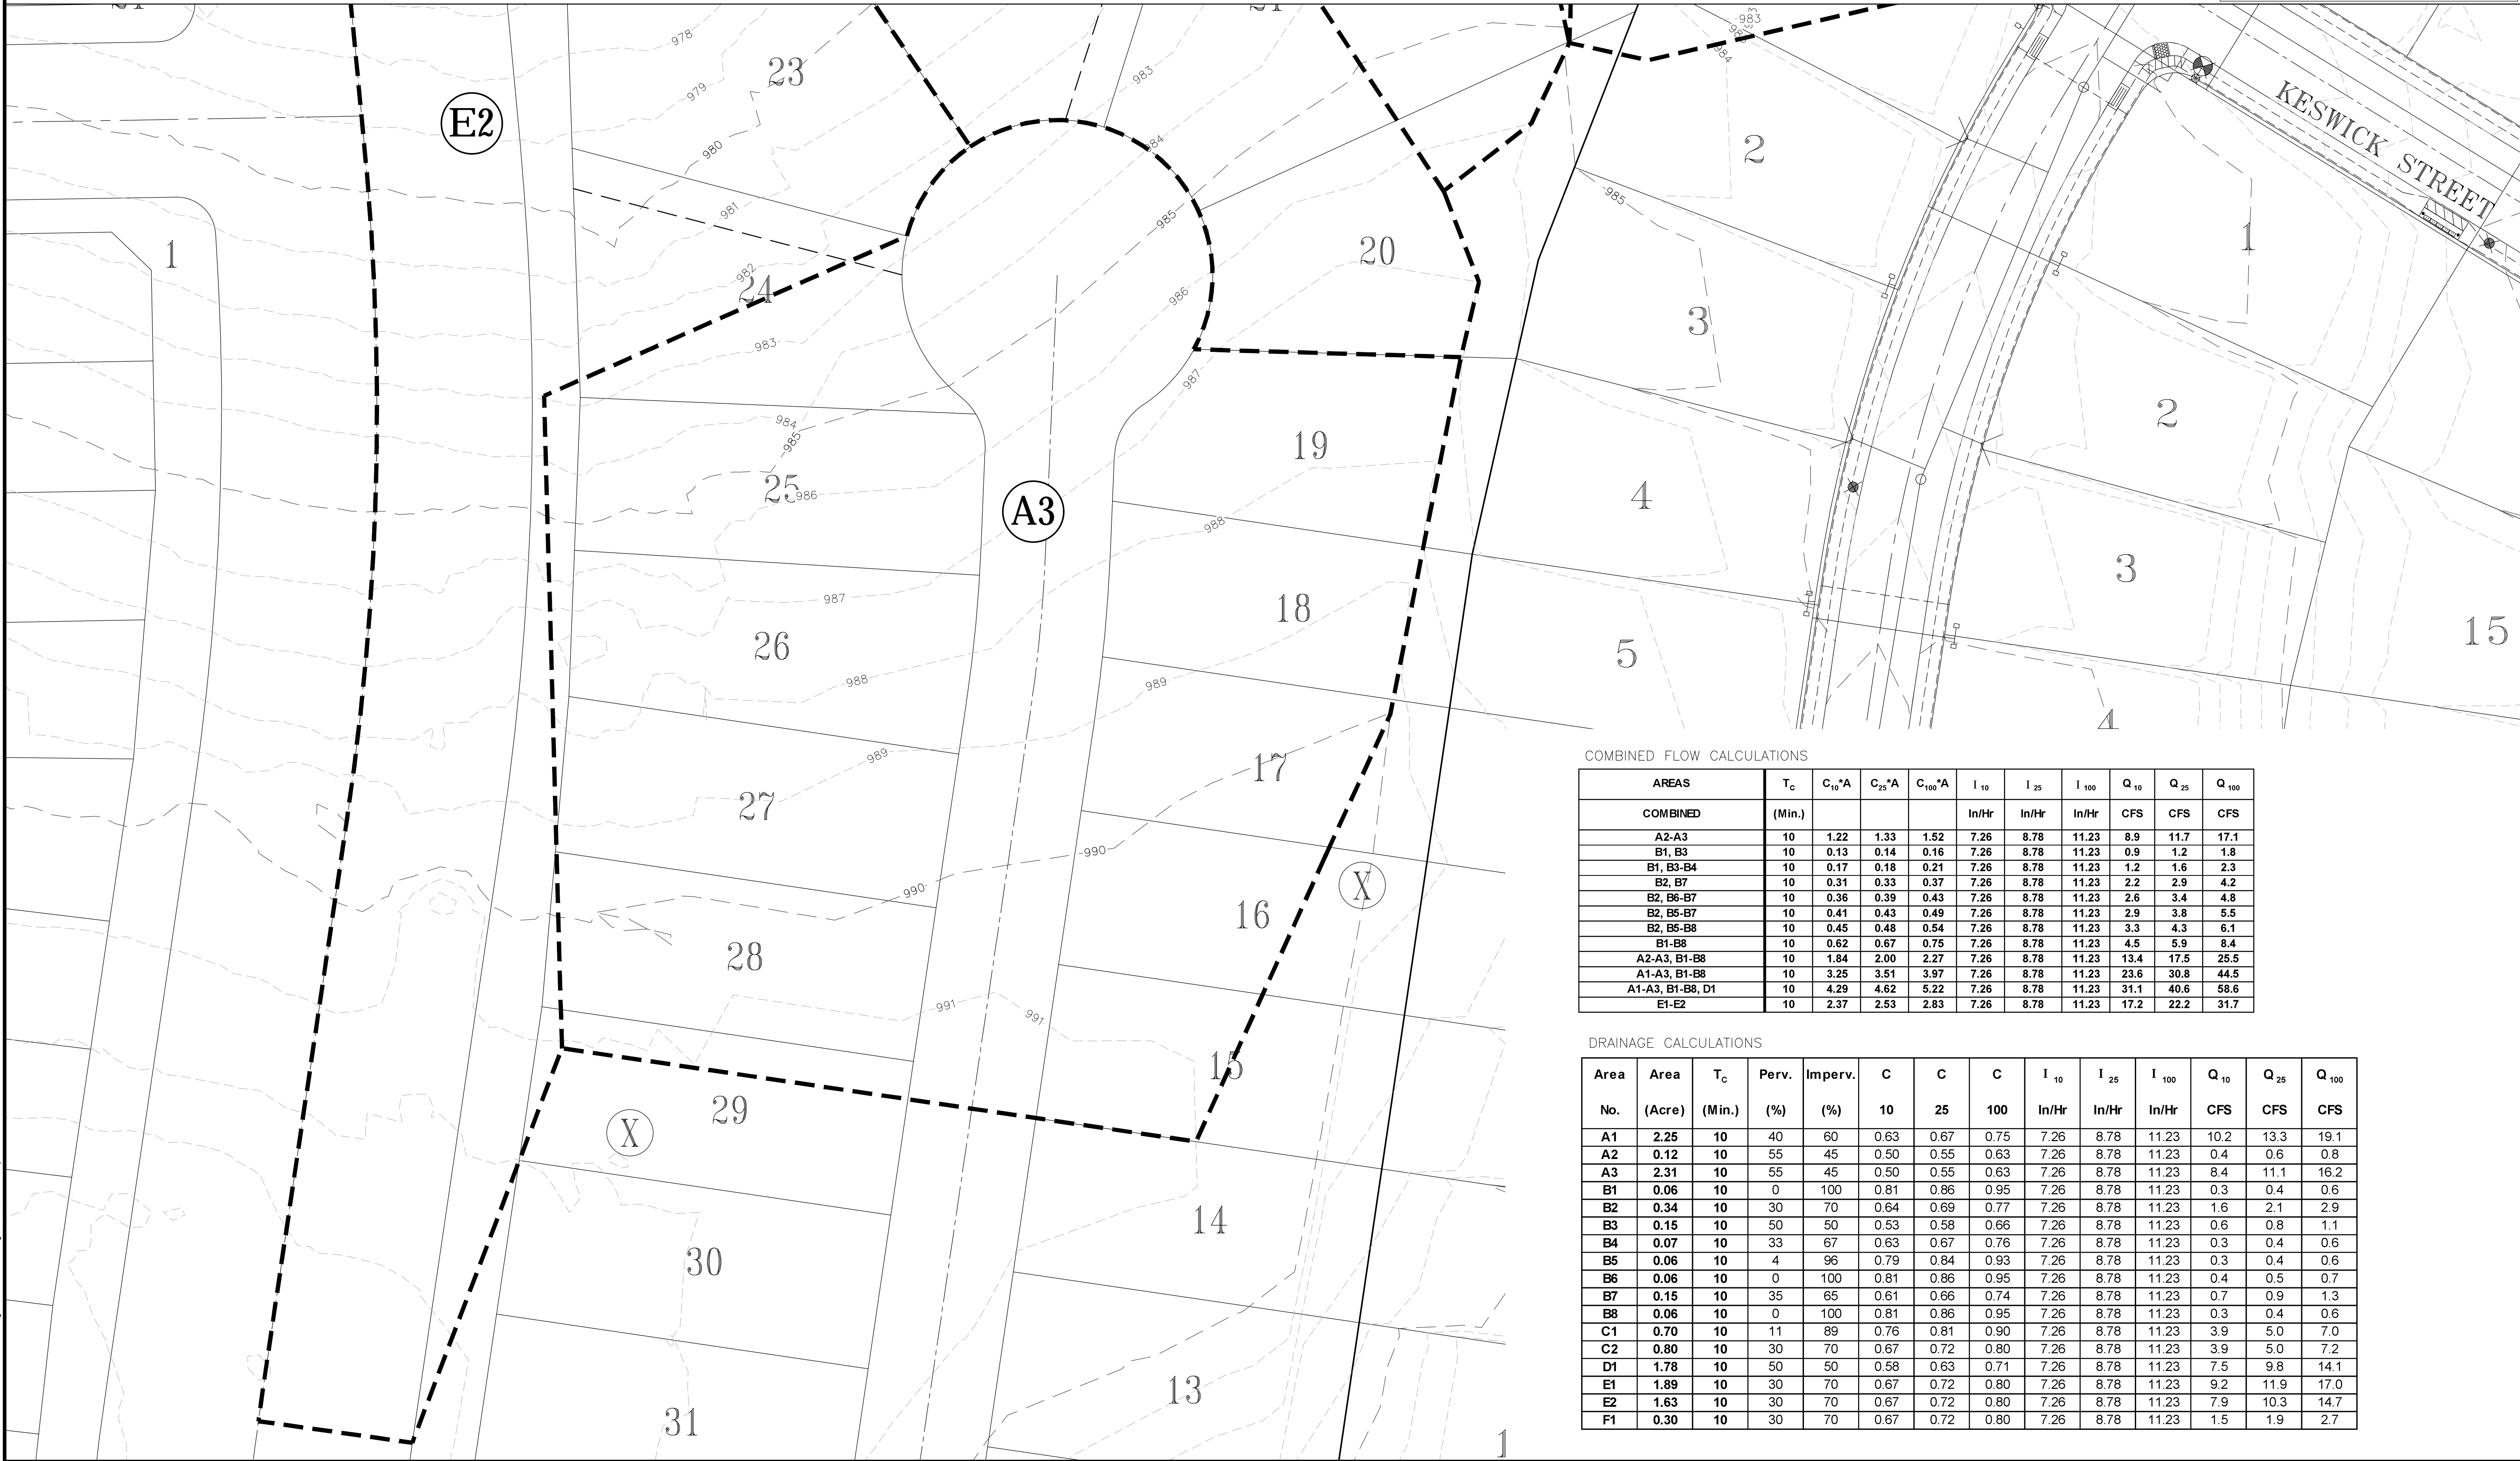 978
983
983
984
23
979
E2
980
983
984
2
KESWICK STREET
981
985
985
1
1
982
24
20
986
3
983
987
984
985
19
2
25
986
A3
4
988
987
18
3
26
5
15
988
989
4
989
17
27
990
990
X
16
28
991
991
15
X
29
14
30
13
31
1
COMBINED FLOW CALCULATIONS
AREAS COMBINED Tc (Min.) C10*A C25*A C100*A I 10 In/Hr I 25 In/Hr I 100 In/Hr Q 10 CFS Q 25 CFS Q 100 CFS
A2-A3 10 1.22 1.33 1.52 7.26 8.78 11.23 8.9 11.7 17.1
B1, B3 10 0.13 0.14 0.16 7.26 8.78 11.23 0.9 1.2 1.8
B1, B3-B4 10 0.17 0.18 0.21 7.26 8.78 11.23 1.2 1.6 2.3
B2, B7 10 0.31 0.33 0.37 7.26 8.78 11.23 2.2 2.9 4.2
B2, B6-B7 10 0.36 0.39 0.43 7.26 8.78 11.23 2.6 3.4 4.8
B2, B5-B7 10 0.41 0.43 0.49 7.26 8.78 11.23 2.9 3.8 5.5
B2, B5-B8 10 0.45 0.48 0.54 7.26 8.78 11.23 3.3 4.3 6.1
B1-B8 10 0.62 0.67 0.75 7.26 8.78 11.23 4.5 5.9 8.4
A2-A3, B1-B8 10 1.84 2.00 2.27 7.26 8.78 11.23 13.4 17.5 25.5
A1-A3, B1-B8 10 3.25 3.51 3.97 7.26 8.78 11.23 23.6 30.8 44.5
A1-A3, B1-B8, D1 10 4.29 4.62 5.22 7.26 8.78 11.23 31.1 40.6 58.6
E1-E2 10 2.37 2.53 2.83 7.26 8.78 11.23 17.2 22.2 31.7
DRAINAGE CALCULATIONS
Area No. Area (Acre) Tc (Min.) Perv. (%) Imperv. (%) C 10 C 25 C 100 I 10 In/Hr I 25 In/Hr I 100 In/Hr Q 10 CFS Q 25 CFS Q 100 CFS
A1 2.25 10 40 60 0.63 0.67 0.75 7.26 8.78 11.23 10.2 13.3 19.1
A2 0.12 10 55 45 0.50 0.55 0.63 7.26 8.78 11.23 0.4 0.6 0.8
A3 2.31 10 55 45 0.50 0.55 0.63 7.26 8.78 11.23 8.4 11.1 16.2
B1 0.06 10 0 100 0.81 0.86 0.95 7.26 8.78 11.23 0.3 0.4 0.6
B2 0.34 10 30 70 0.64 0.69 0.77 7.26 8.78 11.23 1.6 2.1 2.9
B3 0.15 10 50 50 0.53 0.58 0.66 7.26 8.78 11.23 0.6 0.8 1.1
B4 0.07 10 33 67 0.63 0.67 0.76 7.26 8.78 11.23 0.3 0.4 0.6
B5 0.06 10 4 96 0.79 0.84 0.93 7.26 8.78 11.23 0.3 0.4 0.6
B6 0.06 10 0 100 0.81 0.86 0.95 7.26 8.78 11.23 0.4 0.5 0.7
B7 0.15 10 35 65 0.61 0.66 0.74 7.26 8.78 11.23 0.7 0.9 1.3
B8 0.06 10 0 100 0.81 0.86 0.95 7.26 8.78 11.23 0.3 0.4 0.6
C1 0.70 10 11 89 0.76 0.81 0.90 7.26 8.78 11.23 3.9 5.0 7.0
C2 0.80 10 30 70 0.67 0.72 0.80 7.26 8.78 11.23 3.9 5.0 7.2
D1 1.78 10 50 50 0.58 0.63 0.71 7.26 8.78 11.23 7.5 9.8 14.1
E1 1.89 10 30 70 0.67 0.72 0.80 7.26 8.78 11.23 9.2 11.9 17.0
E2 1.63 10 30 70 0.67 0.72 0.80 7.26 8.78 11.23 7.9 10.3 14.7
F1 0.30 10 30 70 0.67 0.72 0.80 7.26 8.78 11.23 1.5 1.9 2.7